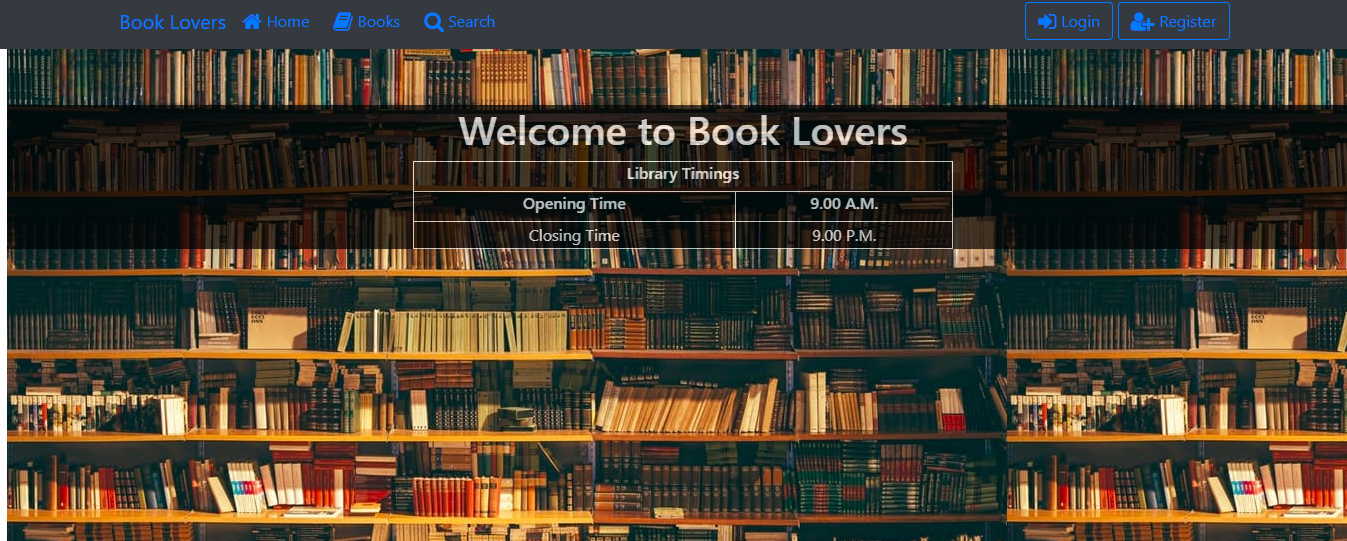 Book Lovers Home Books Search Login Register
Welcome to Book Lovers
Library Timings
Opening Time 9.00 A.M.
Closing Time 9.00 P.M.